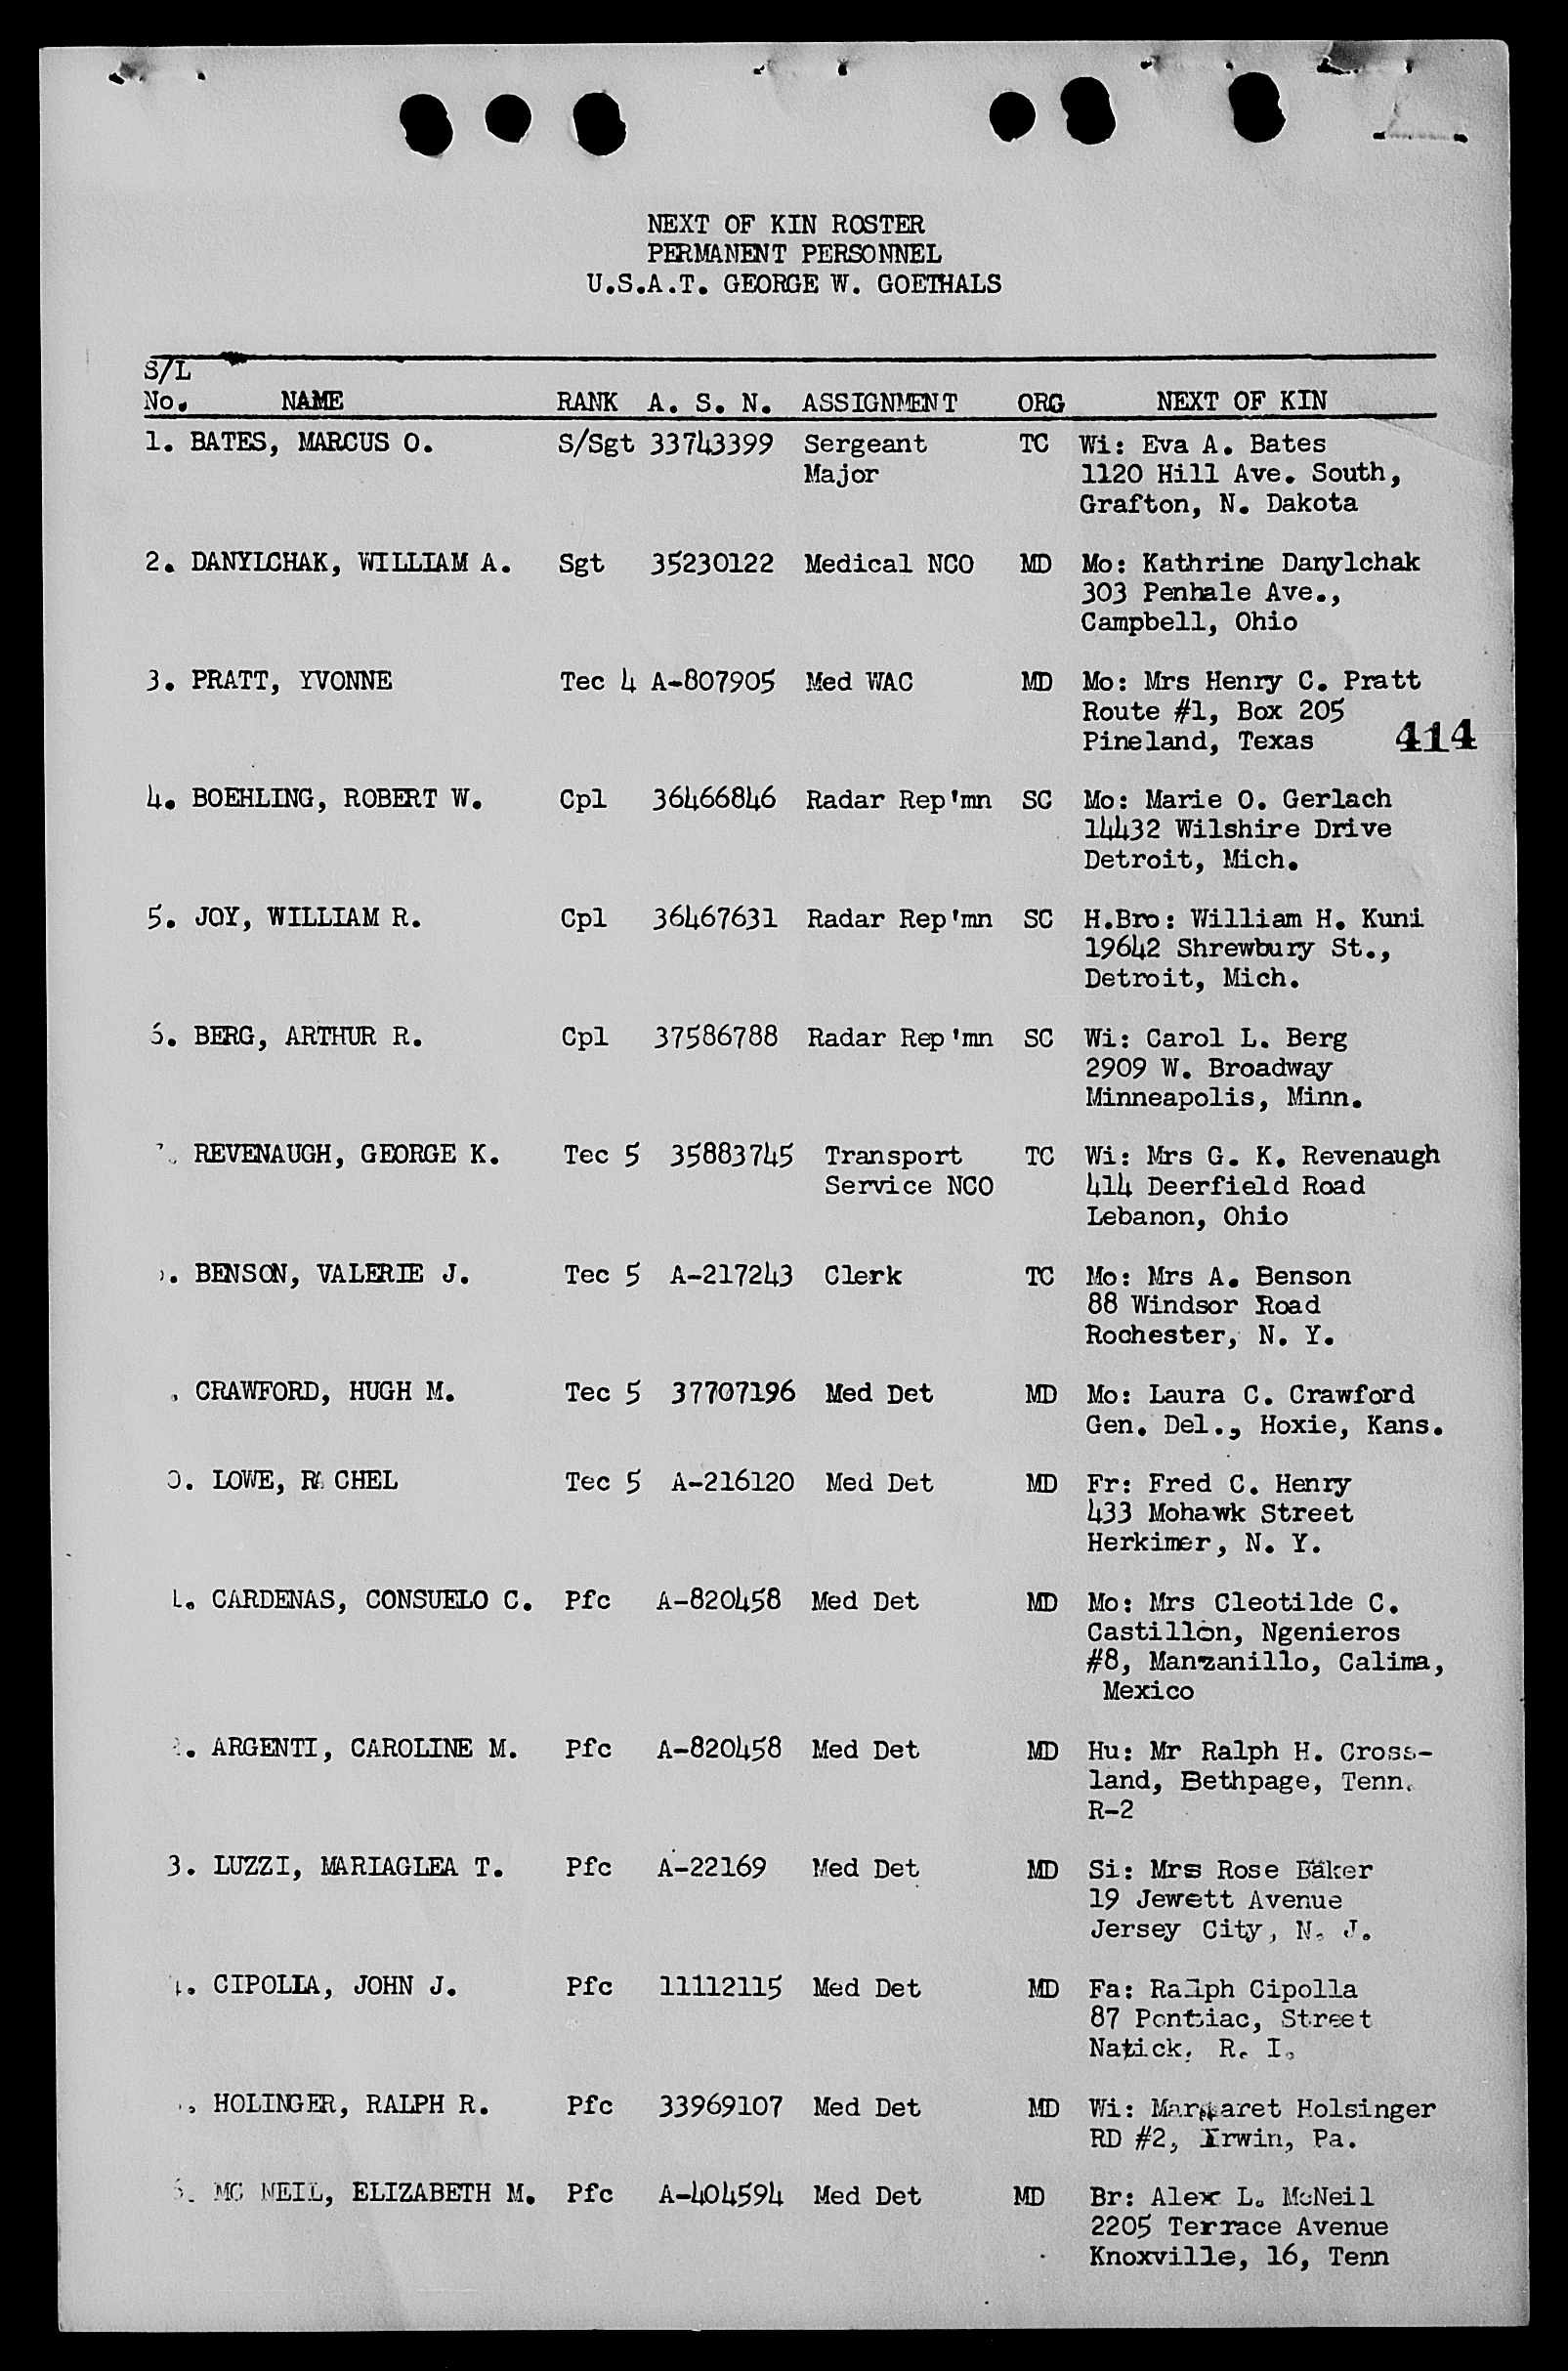 NEXT OF KIN ROSTER
PERMANENT PERSONNEL
U.S.A.T. GEORGE W. GOETHALS
S/L
No. NAME RANK A. S. N. ASSIGNMENT ORG NEXT OF KIN
1. BATES, MARCUS O. S/Sgt 33743399 Sergeant TC Wi: Eva A. Bates
Major 1120 Hill Ave. South,
Grafton, N. Dakota
2. DANYLCHAK, WILLIAM A. Sgt 35230122 Medical NCO MD Mo: Kathrine Danylchak
303 Penhale Ave.,
Campbell, Ohio
3. PRATT, YVONNE Tec 4 A-807905 Med WAC MD Mo: Mrs Henry C. Pratt
Route #1, Box 205
Pineland, Texas 414
4. BOEHLING, ROBERT W. Cpl 36466846 Radar Rep'mn SC Mo: Marie O. Gerlach
14432 Wilshire Drive
Detroit, Mich.
5. JOY, WILLIAM R. Cpl 36467631 Radar Rep'mn SC H.Bro: William H. Kuni
19642 Shrewbury St.,
Detroit, Mich.
6. BERG, ARTHUR R. Cpl 37586788 Radar Rep'mn SC Wi: Carol L. Berg
2909 W. Broadway
Minneapolis, Minn.
REVENAUGH, GEORGE K. Tec 5 35883745 Transport TC Wi: Mrs G. K. Revenaugh
Service NCO 414 Deerfield Road
Lebanon, Ohio
. BENSON, VALERIE J. Tec 5 A-217243 Clerk TC Mo: Mrs A. Benson
88 Windsor Road
Rochester, N. Y.
. CRAWFORD, HUGH M. Tec 5 37707196 Med Det MD Mo: Laura C. Crawford
Gen. Del., Hoxie, Kans.
0. LOWE, RACHEL Tec 5 A-216120 Med Det MD Fr: Fred C. Henry
433 Mohawk Street
Herkimer, N. Y.
1. CARDENAS, CONSUELO C. Pfc A-820458 Med Det MD Mo: Mrs Cleotilde C.
Castillon, Ngenieros
#8, Manzanillo, Calima,
Mexico
. ARGENTI, CAROLINE M. Pfc A-820458 Med Det MD Hu: Mr Ralph H. Cross-
land, Bethpage, Tenn.
R-2
3. LUZZI, MARIAGLEA T. Pfc A-22169 Med Det MD Si: Mrs Rose Baker
19 Jewett Avenue
Jersey City, N. J.
4. CIPOLLA, JOHN J. Pfc 11112115 Med Det MD Fa: Ralph Cipolla
87 Pontiac, Street
Natick, R. I.
. HOLINGER, RALPH R. Pfc 33969107 Med Det MD Wi: Margaret Holsinger
RD #2, Irwin, Pa.
6. MC NEIL, ELIZABETH M. Pfc A-404594 Med Det MD Br: Alex L. McNeil
2205 Terrace Avenue
Knoxville, 16, Tenn